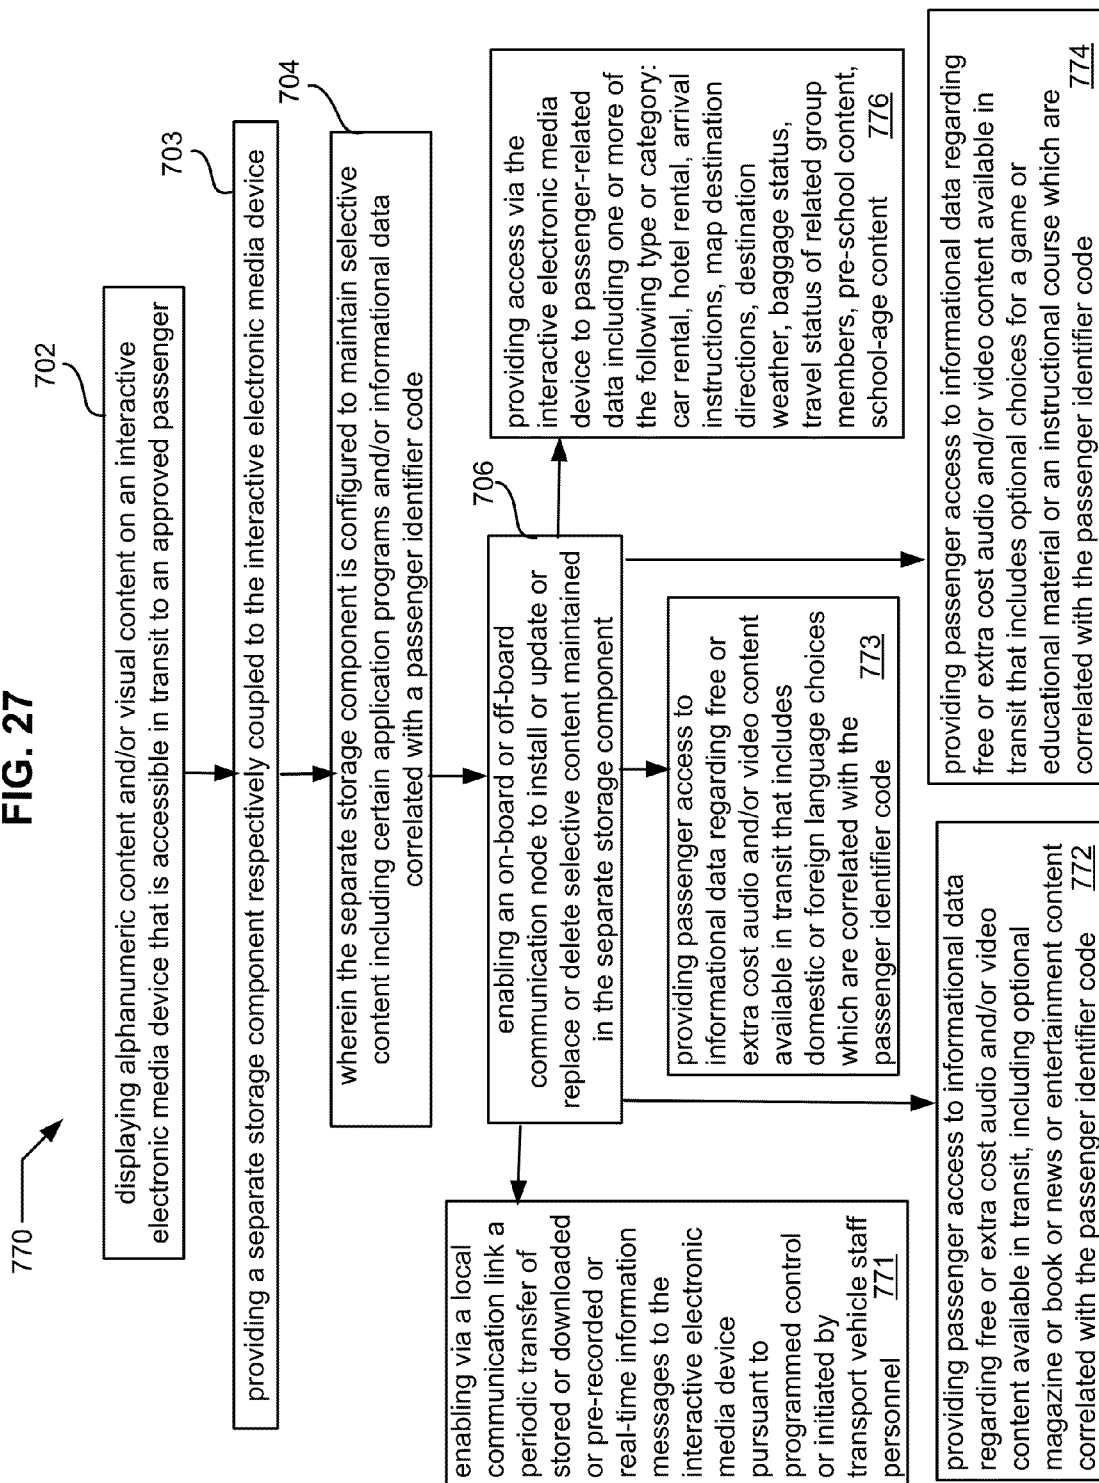 FIG. 27
770
702
displaying alphanumeric content and/or visual content on an interactive
electronic media device that is accessible in transit to an approved passenger
703
providing a separate storage component respectively coupled to the interactive electronic media device
704
wherein the separate storage component is configured to maintain selective
content including certain application programs and/or informational data
correlated with a passenger identifier code
706
enabling an on-board or off-board
communication node to install or update or
replace or delete selective content maintained
in the separate storage component
enabling via a local
communication link a
periodic transfer of
stored or downloaded
or pre-recorded or
real-time information
messages to the
interactive electronic
media device
pursuant to
programmed control
or initiated by
transport vehicle staff
personnel 771
providing passenger access to
informational data regarding free or
extra cost audio and/or video content
available in transit that includes
domestic or foreign language choices
which are correlated with the
passenger identifier code 773
providing access via the
interactive electronic media
device to passenger-related
data including one or more of
the following type or category:
car rental, hotel rental, arrival
instructions, map destination
directions, destination
weather, baggage status,
travel status of related group
members, pre-school content,
school-age content 776
providing passenger access to informational data
regarding free or extra cost audio and/or video
content available in transit, including optional
magazine or book or news or entertainment content
correlated with the passenger identifier code 772
providing passenger access to informational data regarding
free or extra cost audio and/or video content available in
transit that includes optional choices for a game or
educational material or an instructional course which are
correlated with the passenger identifier code 774